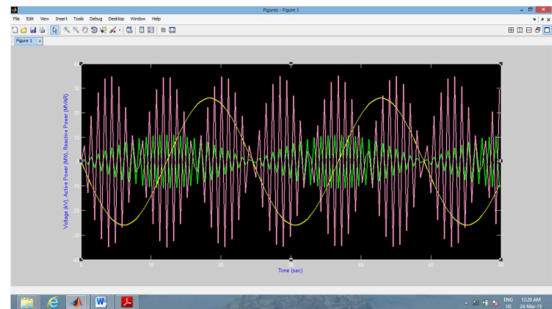 Figures - Figure 1
File Edit View Insert Tools Debug Desktop Window Help
Figure 1
Voltage (kV), Active Power (MW), Reactive Power (MVAR)
Time (sec)
ENG 12:20 AM
US 24-Mar-15